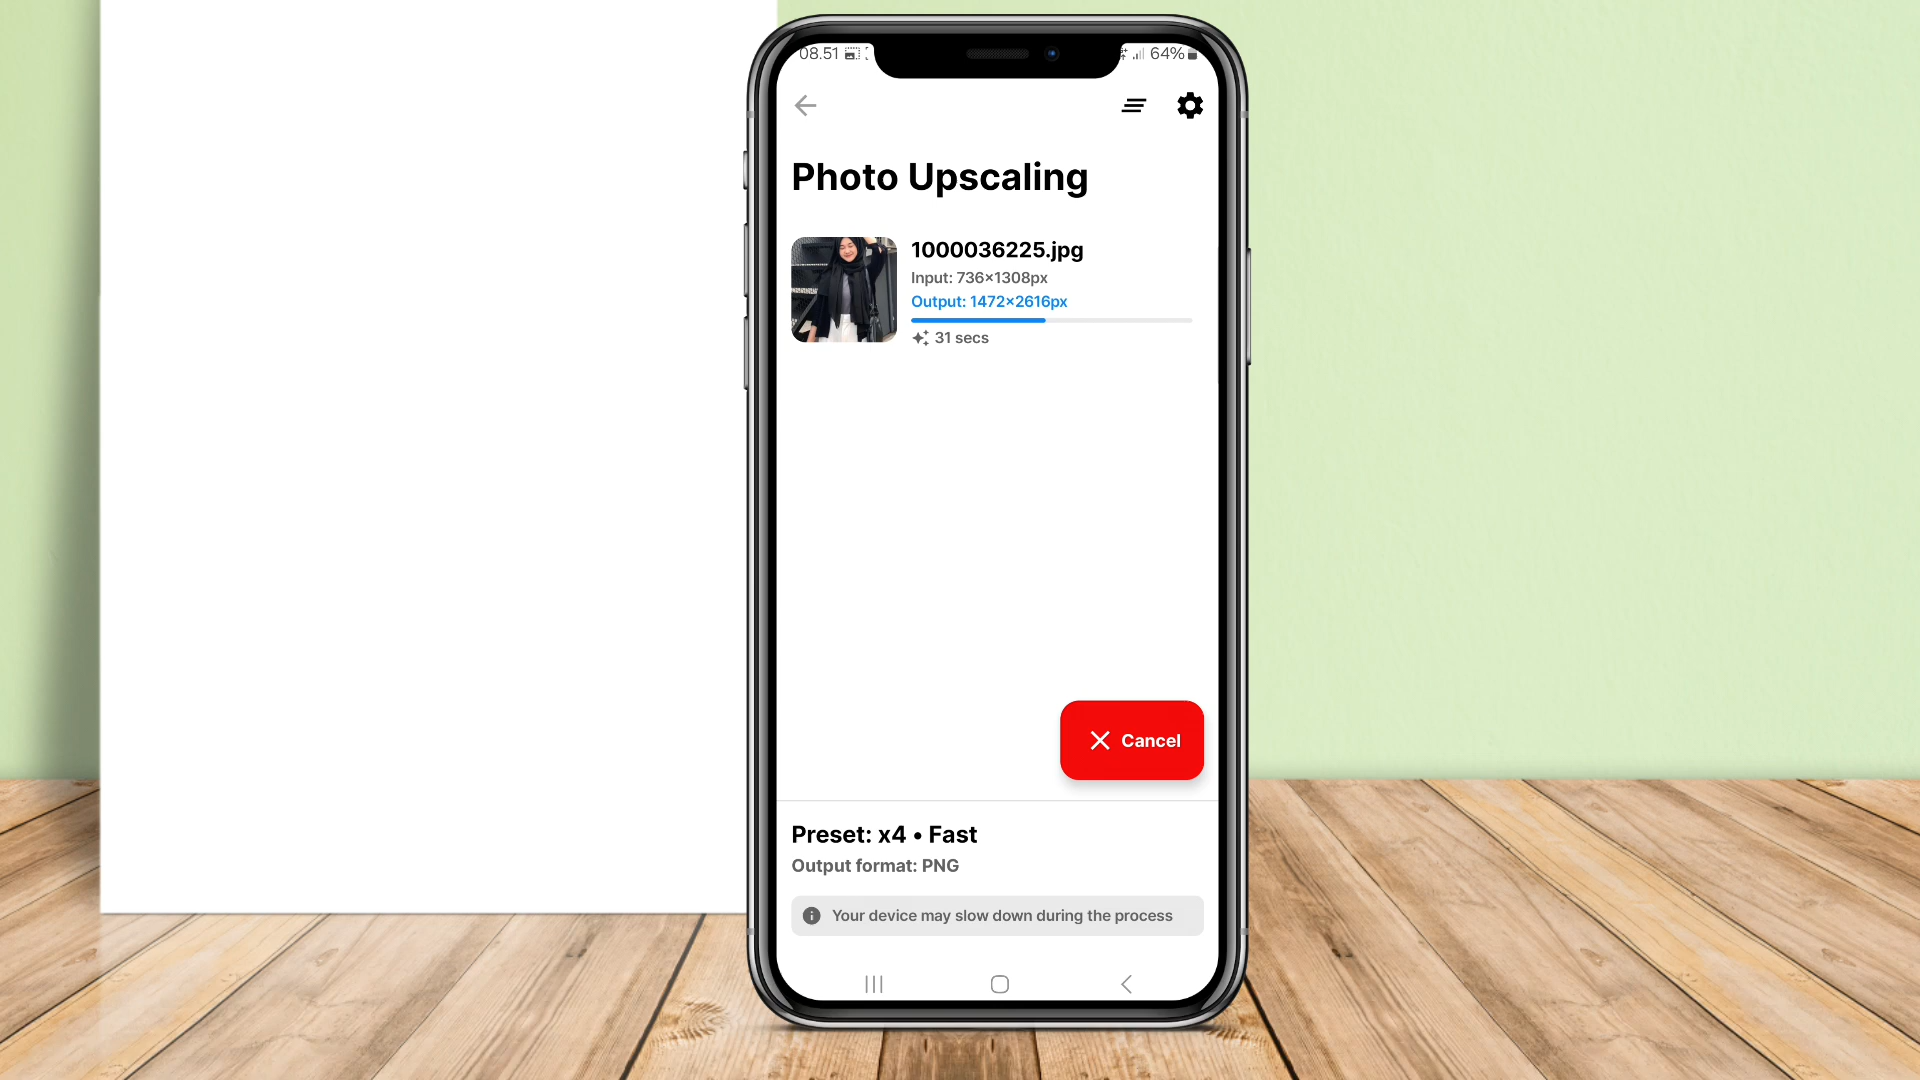 08.51 64%
Photo Upscaling
1000036225.jpg
Input: 736×1308px
Output: 1472×2616px
31 secs
Cancel
Preset: x4 • Fast
Output format: PNG
Your device may slow down during the process